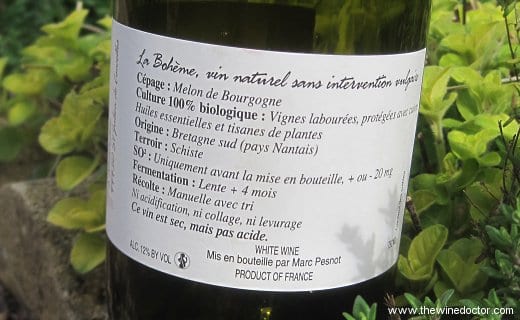 La Bohème, vin naturel sans intervention vulgaire
Cépage : Melon de Bourgogne
Culture 100% biologique : Vignes labourées, protégées avec
Huiles essentielles et tisanes de plantes
Origine : Bretagne sud (pays Nantais)
Terroir : Schiste
SO² : Uniquement avant la mise en bouteille, + ou - 20 mg
Fermentation : Lente + 4 mois
Récolte : Manuelle avec tri
Ni acidification, ni collage, ni levurage
Ce vin est sec, mais pas acide.
WHITE WINE
ALC. 12% BY VOL
Mis en bouteille par Marc Pesnot
PRODUCT OF FRANCE
www.thewinedoctor.com